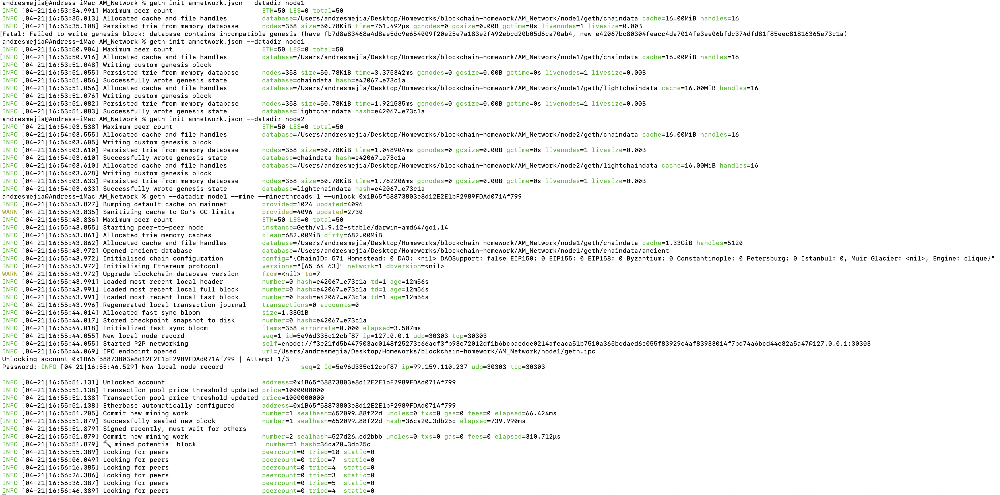 andresmejia@Andress-iMac AM_Network % geth init amnetwork.json --datadir node1
INFO [04-21|16:53:34.991] Maximum peer count                       ETH=50 LES=0 total=50
INFO [04-21|16:53:35.013] Allocated cache and file handles         database=/Users/andresmejia/Desktop/Homeworks/blockchain-homework/AM_Network/node1/geth/chaindata cache=16.00MiB handles=16
INFO [04-21|16:53:35.108] Persisted trie from memory database      nodes=358 size=50.78KiB time=751.492µs gcnodes=0 gcsize=0.00B gctime=0s livenodes=1 livesize=0.00B
Fatal: Failed to write genesis block: database contains incompatible genesis (have fb7d8a83468a4d8ae5dc9e654009f20e25e7a183e2f492ebcd20b05d6ca70ab4, new e42067bc80304feacc4da7014fe3ee06bfdc374dfd81f85eec81816365e73c1a)
andresmejia@Andress-iMac AM_Network % geth init amnetwork.json --datadir node1
INFO [04-21|16:53:50.904] Maximum peer count                       ETH=50 LES=0 total=50
INFO [04-21|16:53:50.916] Allocated cache and file handles         database=/Users/andresmejia/Desktop/Homeworks/blockchain-homework/AM_Network/node1/geth/chaindata cache=16.00MiB handles=16
INFO [04-21|16:53:51.048] Writing custom genesis block
INFO [04-21|16:53:51.055] Persisted trie from memory database      nodes=358 size=50.78KiB time=3.375342ms gcnodes=0 gcsize=0.00B gctime=0s livenodes=1 livesize=0.00B
INFO [04-21|16:53:51.056] Successfully wrote genesis state         database=chaindata hash=e42067…e73c1a
INFO [04-21|16:53:51.056] Allocated cache and file handles         database=/Users/andresmejia/Desktop/Homeworks/blockchain-homework/AM_Network/node1/geth/lightchaindata cache=16.00MiB handles=16
INFO [04-21|16:53:51.076] Writing custom genesis block
INFO [04-21|16:53:51.082] Persisted trie from memory database      nodes=358 size=50.78KiB time=1.921535ms gcnodes=0 gcsize=0.00B gctime=0s livenodes=1 livesize=0.00B
INFO [04-21|16:53:51.083] Successfully wrote genesis state         database=lightchaindata hash=e42067…e73c1a
andresmejia@Andress-iMac AM_Network % geth init amnetwork.json --datadir node2
INFO [04-21|16:54:03.538] Maximum peer count                       ETH=50 LES=0 total=50
INFO [04-21|16:54:03.555] Allocated cache and file handles         database=/Users/andresmejia/Desktop/Homeworks/blockchain-homework/AM_Network/node2/geth/chaindata cache=16.00MiB handles=16
INFO [04-21|16:54:03.605] Writing custom genesis block
INFO [04-21|16:54:03.610] Persisted trie from memory database      nodes=358 size=50.78KiB time=1.048904ms gcnodes=0 gcsize=0.00B gctime=0s livenodes=1 livesize=0.00B
INFO [04-21|16:54:03.610] Successfully wrote genesis state         database=chaindata hash=e42067…e73c1a
INFO [04-21|16:54:03.610] Allocated cache and file handles         database=/Users/andresmejia/Desktop/Homeworks/blockchain-homework/AM_Network/node2/geth/lightchaindata cache=16.00MiB handles=16
INFO [04-21|16:54:03.628] Writing custom genesis block
INFO [04-21|16:54:03.633] Persisted trie from memory database      nodes=358 size=50.78KiB time=1.762206ms gcnodes=0 gcsize=0.00B gctime=0s livenodes=1 livesize=0.00B
INFO [04-21|16:54:03.633] Successfully wrote genesis state         database=lightchaindata hash=e42067…e73c1a
andresmejia@Andress-iMac AM_Network % geth --datadir node1 --mine --minerthreads 1 --unlock 0x1B65f58873803e8d12E2E1bF2989FDAd071Af799
INFO [04-21|16:55:43.827] Bumping default cache on mainnet         provided=1024 updated=4096
WARN [04-21|16:55:43.835] Sanitizing cache to Go's GC limits       provided=4096 updated=2730
INFO [04-21|16:55:43.836] Maximum peer count                       ETH=50 LES=0 total=50
INFO [04-21|16:55:43.855] Starting peer-to-peer node               instance=Geth/v1.9.12-stable/darwin-amd64/go1.14
INFO [04-21|16:55:43.861] Allocated trie memory caches             clean=682.00MiB dirty=682.00MiB
INFO [04-21|16:55:43.862] Allocated cache and file handles         database=/Users/andresmejia/Desktop/Homeworks/blockchain-homework/AM_Network/node1/geth/chaindata cache=1.33GiB handles=5120
INFO [04-21|16:55:43.972] Opened ancient database                  database=/Users/andresmejia/Desktop/Homeworks/blockchain-homework/AM_Network/node1/geth/chaindata/ancient
INFO [04-21|16:55:43.972] Initialised chain configuration          config="{ChainID: 571 Homestead: 0 DAO: <nil> DAOSupport: false EIP150: 0 EIP155: 0 EIP158: 0 Byzantium: 0 Constantinople: 0 Petersburg: 0 Istanbul: 0, Muir Glacier: <nil>, Engine: clique}"
INFO [04-21|16:55:43.972] Initialising Ethereum protocol           versions="[65 64 63]" network=1 dbversion=<nil>
WARN [04-21|16:55:43.972] Upgrade blockchain database version      from=<nil> to=7
INFO [04-21|16:55:43.991] Loaded most recent local header          number=0 hash=e42067…e73c1a td=1 age=12m56s
INFO [04-21|16:55:43.991] Loaded most recent local full block      number=0 hash=e42067…e73c1a td=1 age=12m56s
INFO [04-21|16:55:43.991] Loaded most recent local fast block      number=0 hash=e42067…e73c1a td=1 age=12m56s
INFO [04-21|16:55:43.996] Regenerated local transaction journal    transactions=0 accounts=0
INFO [04-21|16:55:44.014] Allocated fast sync bloom                size=1.33GiB
INFO [04-21|16:55:44.017] Stored checkpoint snapshot to disk       number=0 hash=e42067…e73c1a
INFO [04-21|16:55:44.018] Initialized fast sync bloom              items=358 errorrate=0.000 elapsed=3.507ms
INFO [04-21|16:55:44.055] New local node record                    seq=1 id=5e96d335c12cbf87 ip=127.0.0.1 udp=30303 tcp=30303
INFO [04-21|16:55:44.055] Started P2P networking                   self=enode://f3e21fd5b447903ac0148f25273c66acf3fb93c72012df1b6bcbaedce0214afeaca51b7510a365bcdaed6c055f83929c4af83933014f7bd74a6bcd44e82a5a47@127.0.0.1:30303
INFO [04-21|16:55:44.069] IPC endpoint opened                      url=/Users/andresmejia/Desktop/Homeworks/blockchain-homework/AM_Network/node1/geth.ipc
Unlocking account 0x1B65f58873803e8d12E2E1bF2989FDAd071Af799 | Attempt 1/3
Password: INFO [04-21|16:55:46.529] New local node record                    seq=2 id=5e96d335c12cbf87 ip=99.159.110.237 udp=30303 tcp=30303
INFO [04-21|16:55:51.131] Unlocked account                         address=0x1B65f58873803e8d12E2E1bF2989FDAd071Af799
INFO [04-21|16:55:51.138] Transaction pool price threshold updated price=1000000000
INFO [04-21|16:55:51.138] Transaction pool price threshold updated price=1000000000
INFO [04-21|16:55:51.138] Etherbase automatically configured       address=0x1B65f58873803e8d12E2E1bF2989FDAd071Af799
INFO [04-21|16:55:51.205] Commit new mining work                   number=1 sealhash=652099…88f22d uncles=0 txs=0 gas=0 fees=0 elapsed=66.424ms
INFO [04-21|16:55:51.879] Successfully sealed new block            number=1 sealhash=652099…88f22d hash=36ca20…3db25c elapsed=739.990ms
INFO [04-21|16:55:51.879] Signed recently, must wait for others
INFO [04-21|16:55:51.879] Commit new mining work                   number=2 sealhash=527d26…ed2bbb uncles=0 txs=0 gas=0 fees=0 elapsed=310.712µs
INFO [04-21|16:55:51.879] 🔨 mined potential block                  number=1 hash=36ca20…3db25c
INFO [04-21|16:55:55.389] Looking for peers                        peercount=0 tried=18 static=0
INFO [04-21|16:56:06.049] Looking for peers                        peercount=0 tried=7  static=0
INFO [04-21|16:56:16.385] Looking for peers                        peercount=0 tried=4  static=0
INFO [04-21|16:56:26.386] Looking for peers                        peercount=0 tried=3  static=0
INFO [04-21|16:56:36.387] Looking for peers                        peercount=0 tried=5  static=0
INFO [04-21|16:56:46.389] Looking for peers                        peercount=0 tried=4  static=0